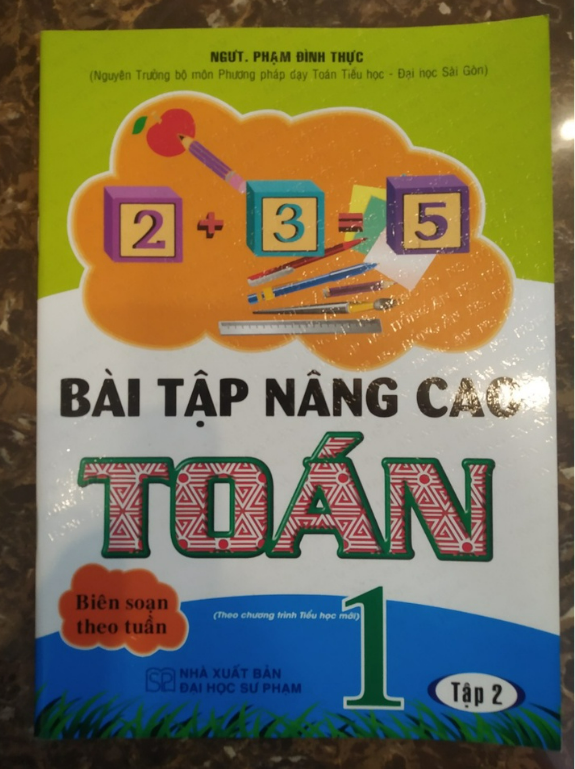 NGƯT. PHẠM ĐÌNH THỰC
(Nguyên Trưởng bộ môn Phương pháp dạy Toán Tiểu học - Đại học Sài Gòn)
2 + 3 = 5
BÀI TẬP NÂNG CAO
TOÁN
1
Biên soạn
theo tuần
(Theo chương trình Tiểu học mới)
NHÀ XUẤT BẢN
ĐẠI HỌC SƯ PHẠM
Tập 2